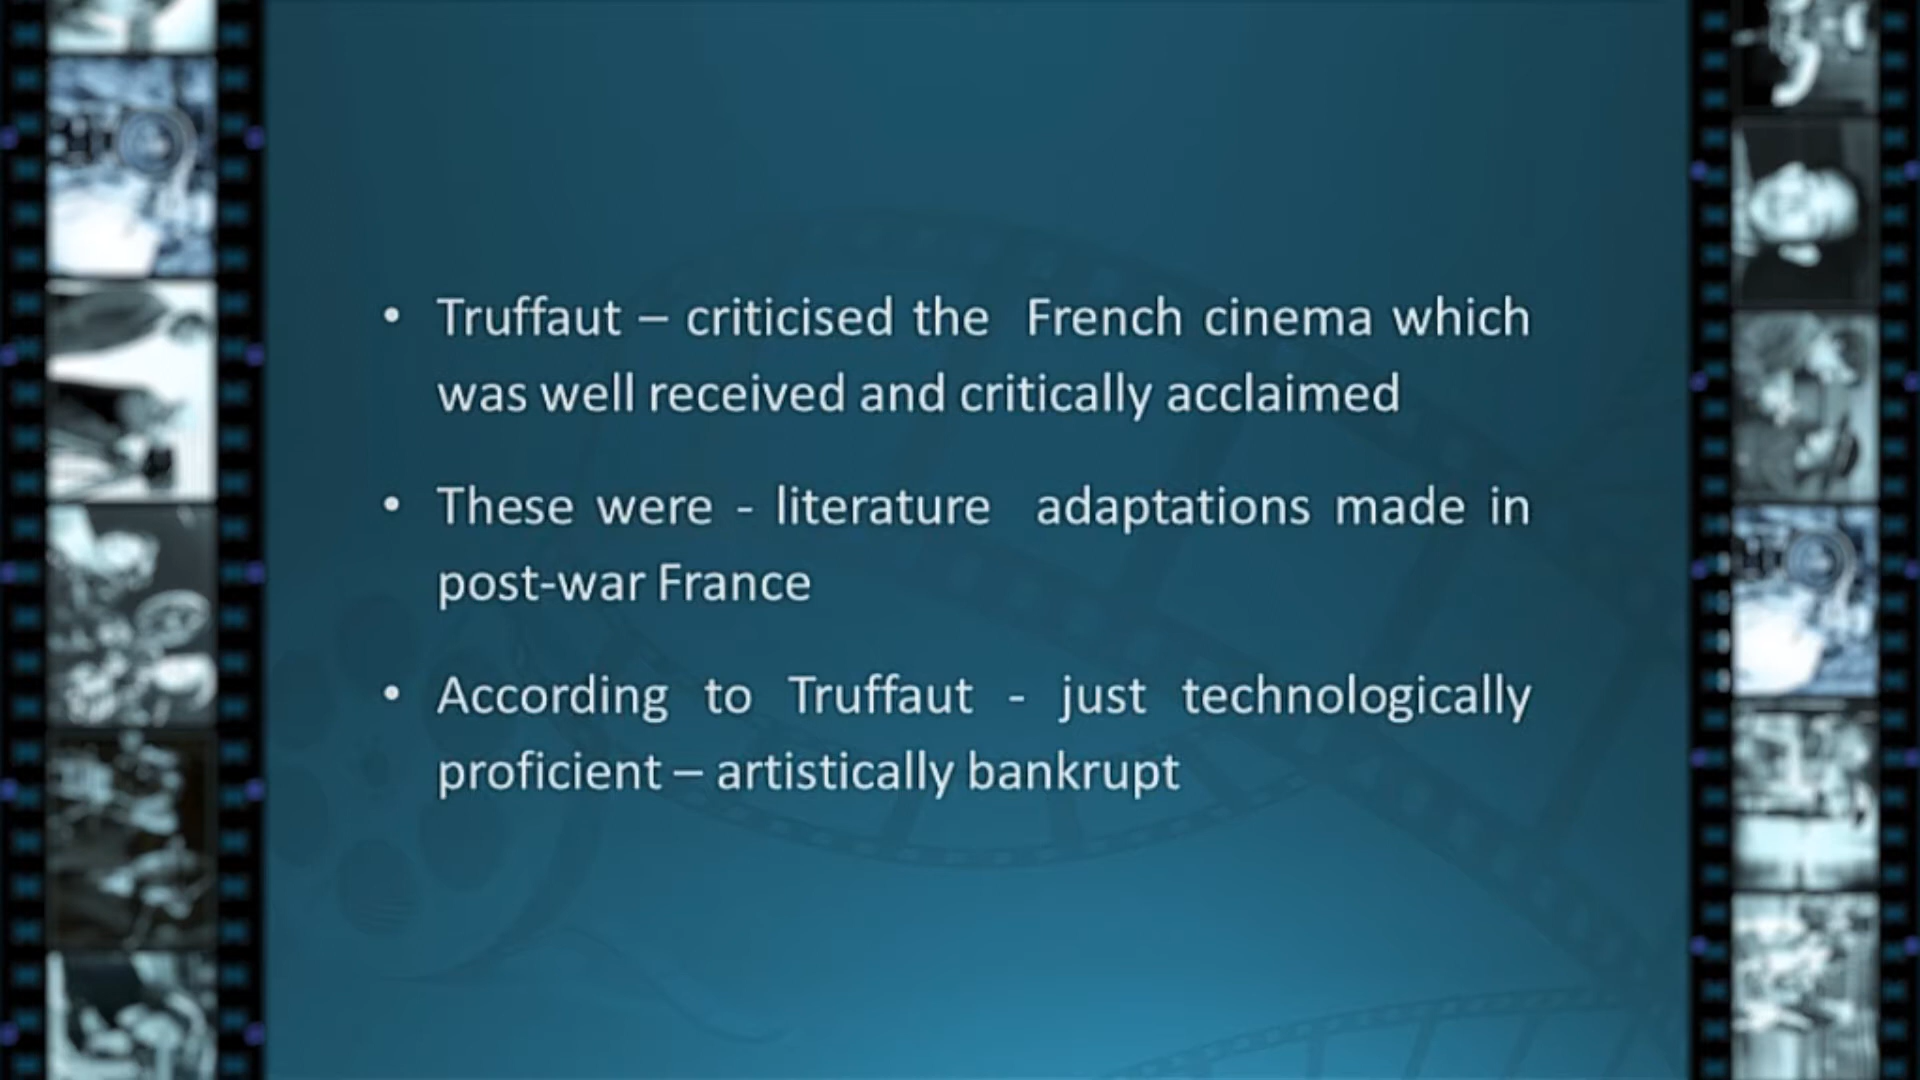 • Truffaut – criticised the French cinema which
was well received and critically acclaimed
• These were - literature adaptations made in
post-war France
• According to Truffaut - just technologically
proficient – artistically bankrupt